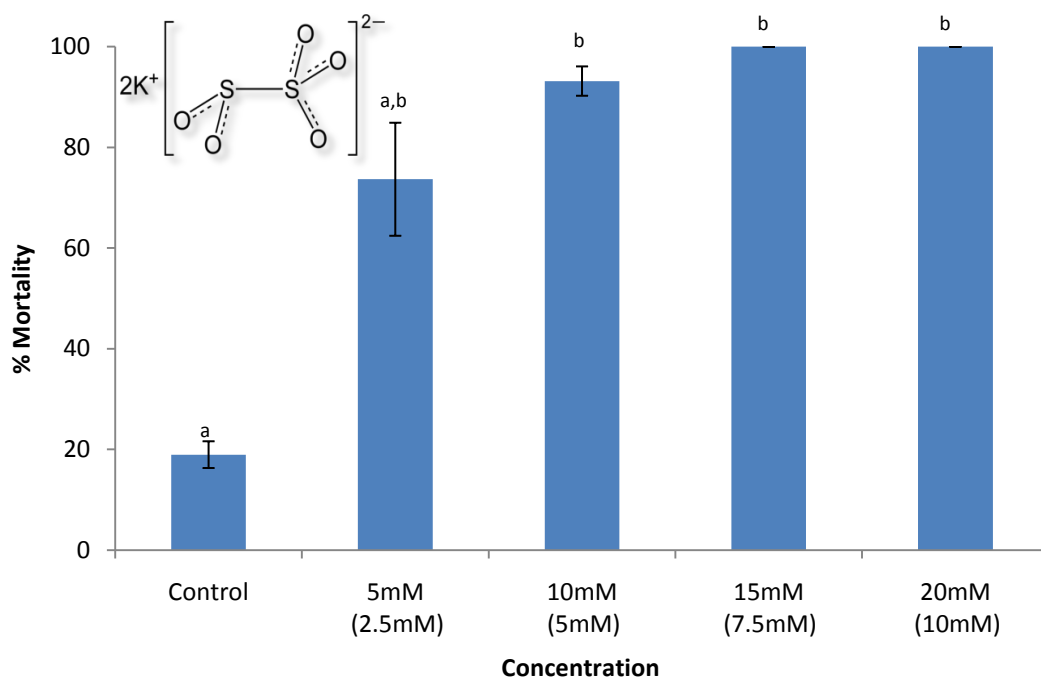 2K⁺
2−
O
O
S
S
O
O
O
% Mortality
100
80
60
40
20
0
a
a,b
b
b
b
Control
5mM
(2.5mM)
10mM
(5mM)
15mM
(7.5mM)
20mM
(10mM)
Concentration